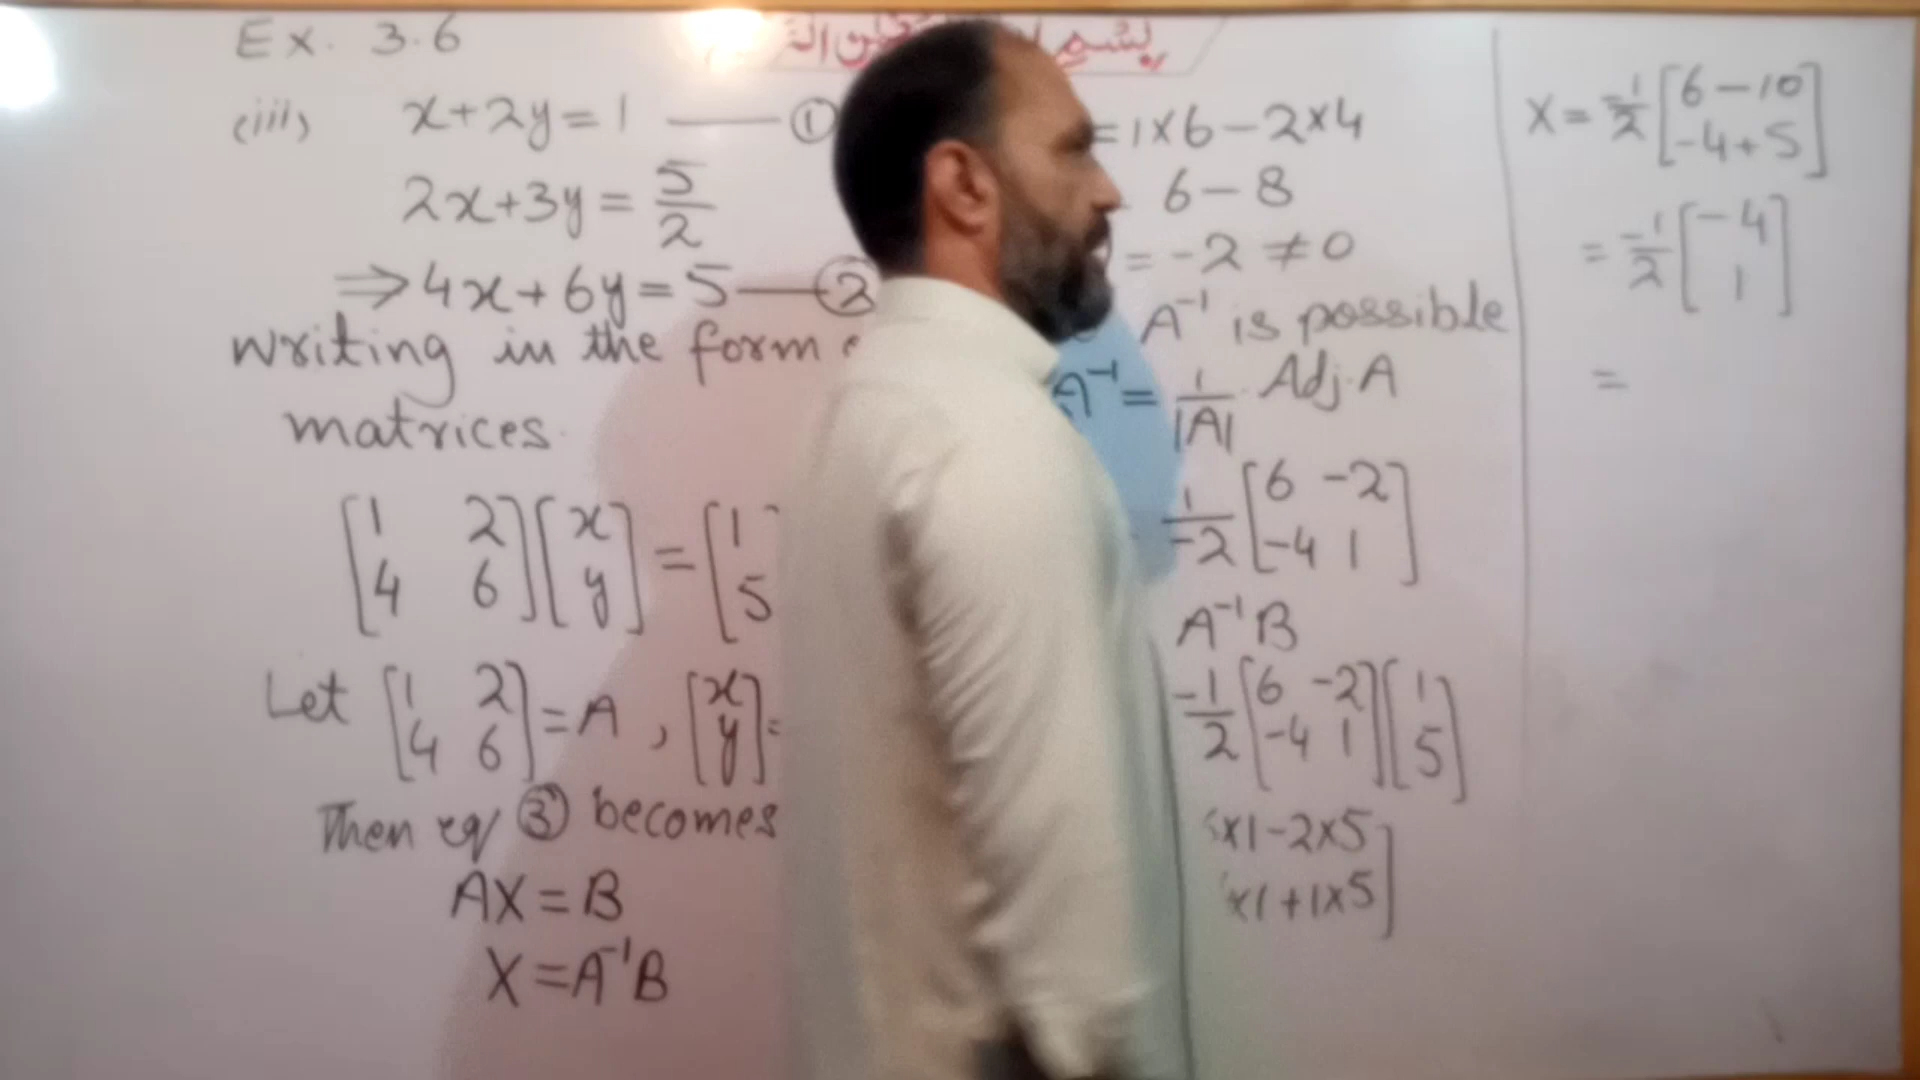 Ex. 3.6
(iii) x+2y=1 —— ①
2x+3y= 5/2
⇒4x+6y=5——②
writing in the form
matrices.
[1 2
4 6][x
y]=[1
5
Let [1 2
4 6]=A , [x
y]=
Then eq ③ becomes
AX=B
X=A⁻¹B
بسم
=1×6-2×4
6-8
= -2 ≠0
A⁻¹ is possible
A⁻¹= 1/|A| . Adj.A
1/-2 [6 -2
-4 1]
A⁻¹B
-1/2 [6 -2
-4 1][1
5]
×1-2×5
×1+1×5]
X= -1/2 [6-10
-4+5]
= -1/2 [-4
1]
=